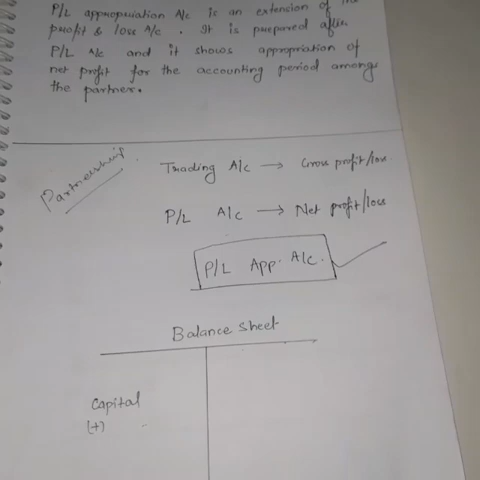 P/L appropriation A/c is an extension of the
profit & loss A/c. It is prepared after
P/L A/c and it shows appropriation of
net profit for the accounting period amongs
the partner.
Partnership
Trading A/c → Gross profit/loss.
P/L A/c → Net profit/loss
P/L App. A/c.
Balance sheet
Capital
(+)